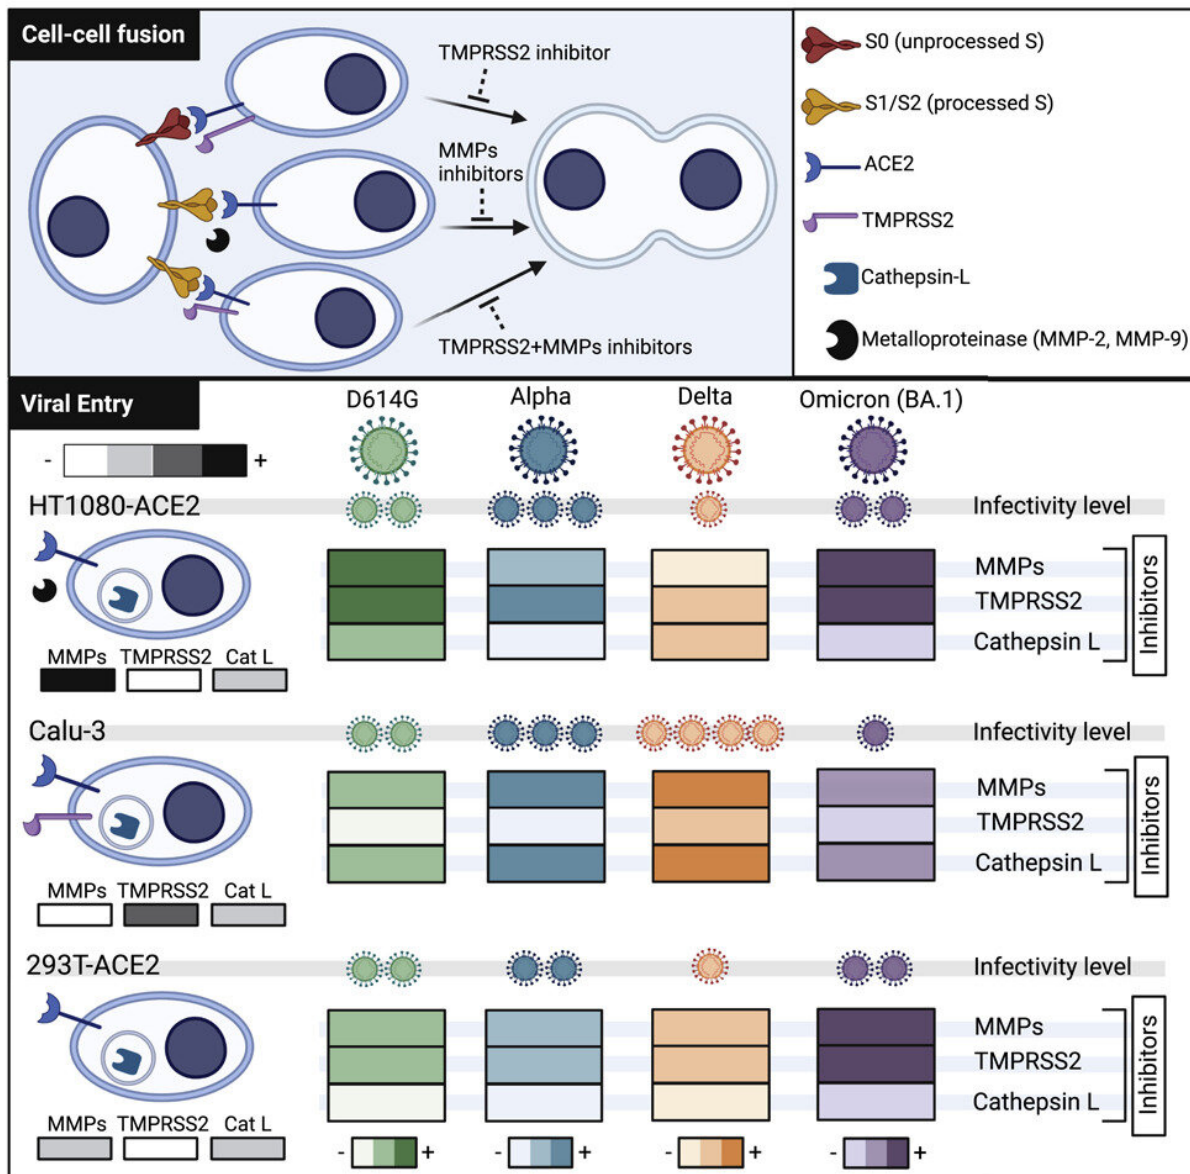 Cell-cell fusion
TMPRSS2 inhibitor
MMPs
inhibitors
TMPRSS2+MMPs inhibitors
S0 (unprocessed S)
S1/S2 (processed S)
ACE2
TMPRSS2
Cathepsin-L
Metalloproteinase (MMP-2, MMP-9)
Viral Entry
D614G Alpha Delta Omicron (BA.1)
- +
HT1080-ACE2 Infectivity level
MMPs
TMPRSS2
Cathepsin L
Inhibitors
MMPs TMPRSS2 Cat L
Calu-3 Infectivity level
MMPs
TMPRSS2
Cathepsin L
Inhibitors
MMPs TMPRSS2 Cat L
293T-ACE2 Infectivity level
MMPs
TMPRSS2
Cathepsin L
Inhibitors
MMPs TMPRSS2 Cat L
- + - + - + - +